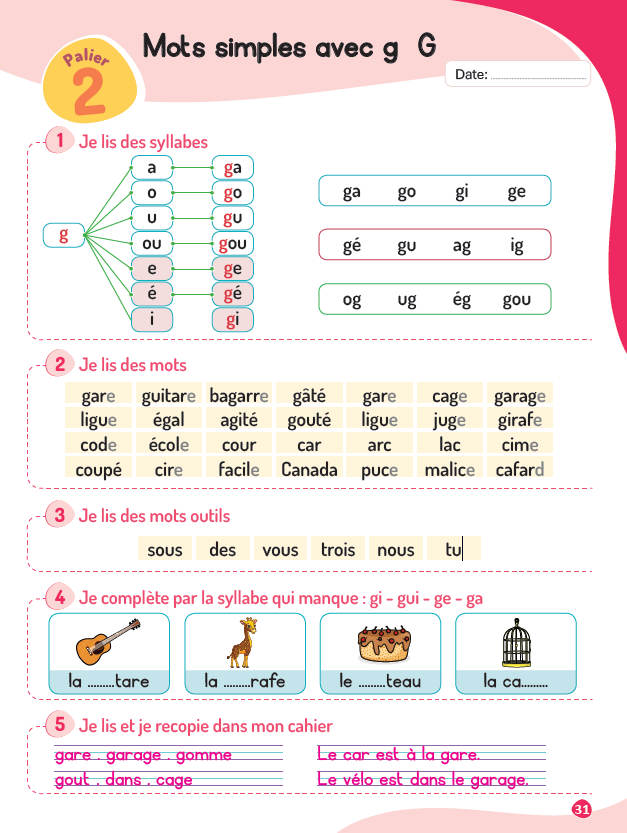 Mots simples avec g G
Palier
2
Date: ..............................
1 Je lis des syllabes
g
a ga
o go
u gu
ou gou
e ge
é gé
i gi
ga go gi ge
gé gu ag ig
og ug ég gou
2 Je lis des mots
gare guitare bagarre gâté gare cage garage
ligue égal agité gouté ligue juge girafe
code école cour car arc lac cime
coupé cire facile Canada puce malice cafard
3 Je lis des mots outils
sous des vous trois nous tu
4 Je complète par la syllabe qui manque : gi - gui - ge - ga
la .........tare la .........rafe le .........teau la ca.........
5 Je lis et je recopie dans mon cahier
gare . garage . gomme Le car est à la gare.
gout . dans . cage Le vélo est dans le garage.
31